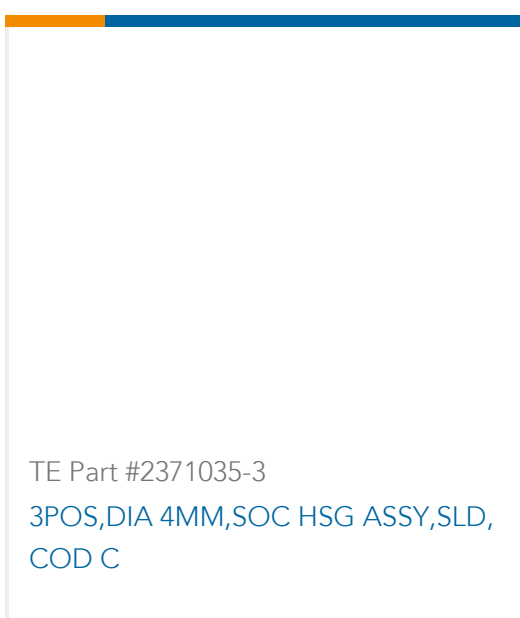 TE Part #2371035-3
3POS,DIA 4MM,SOC HSG ASSY,SLD,
COD C